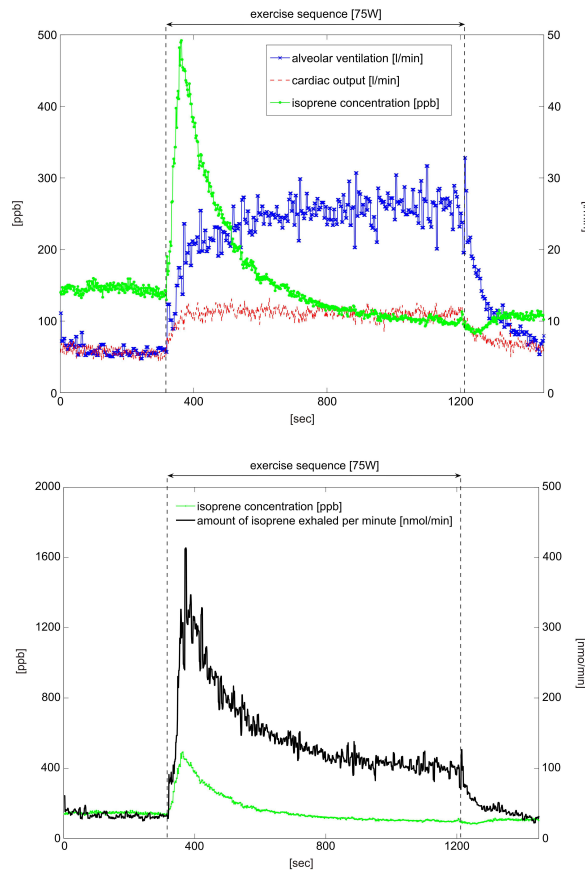 exercise sequence [75W]
500
400
300
200
100
0
[ppb]
50
40
30
20
10
0
alveolar ventilation [l/min]
cardiac output [l/min]
isoprene concentration [ppb]
0
400
800
1200
[sec]
exercise sequence [75W]
2000
1600
1200
800
400
0
[ppb]
500
400
300
200
100
0
[nmo/min]
isoprene concentration [ppb]
amount of isoprene exhaled per minute [nmol/min]
0
400
800
1200
[sec]